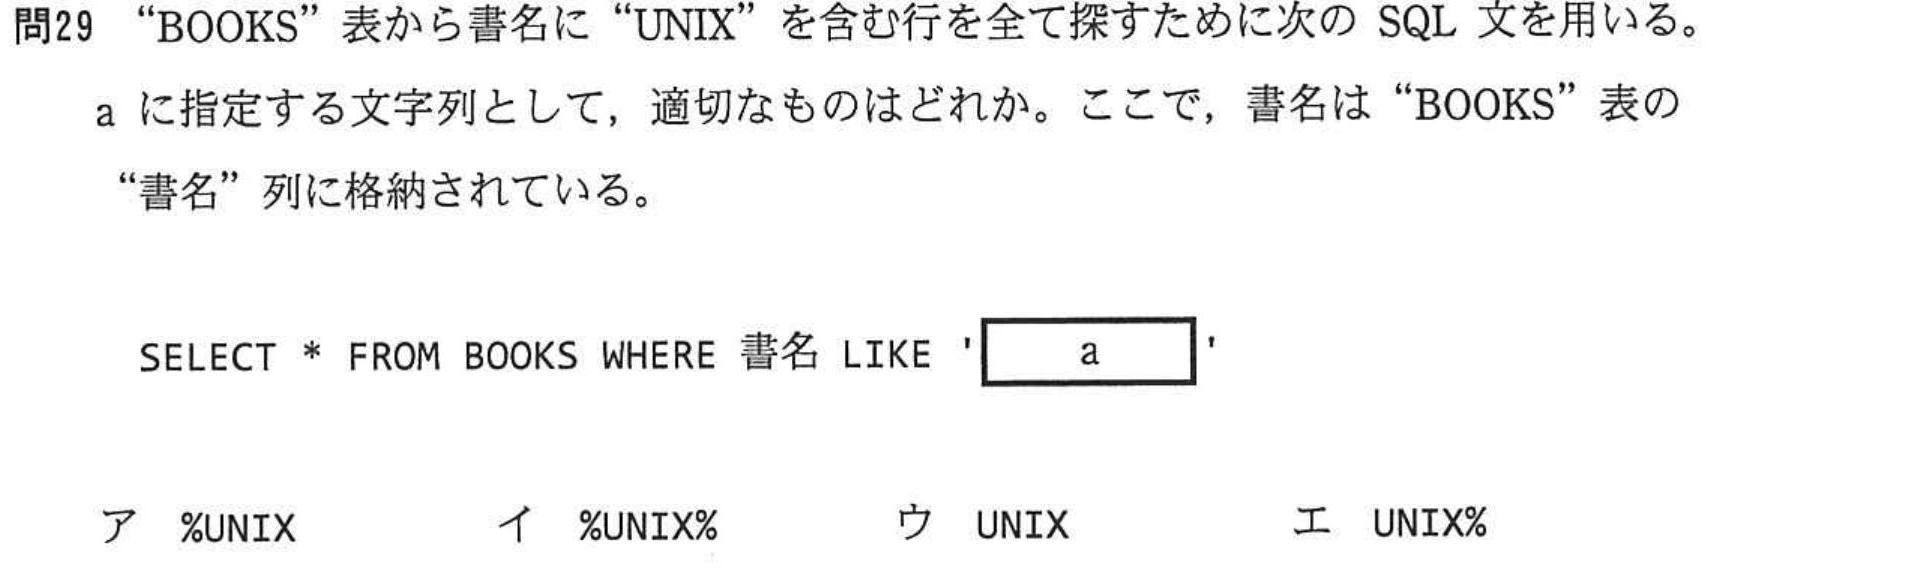 問29 “BOOKS” 表から書名に “UNIX” を含む行を全て探すために次の SQL 文を用いる。
a に指定する文字列として，適切なものはどれか。ここで，書名は “BOOKS” 表の
“書名” 列に格納されている。
SELECT * FROM BOOKS WHERE 書名 LIKE ' a '
ア %UNIX イ %UNIX% ウ UNIX エ UNIX%